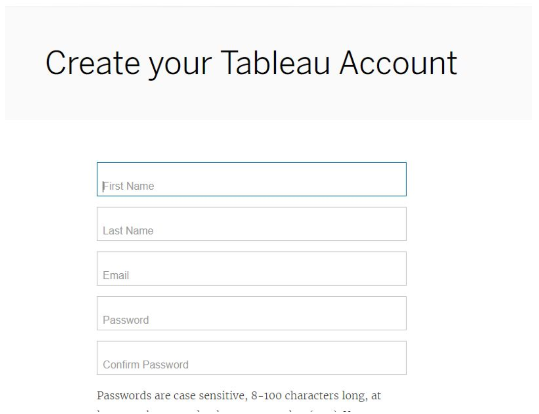 Create your Tableau Account
First Name
Last Name
Email
Password
Confirm Password
Passwords are case sensitive, 8-100 characters long, at